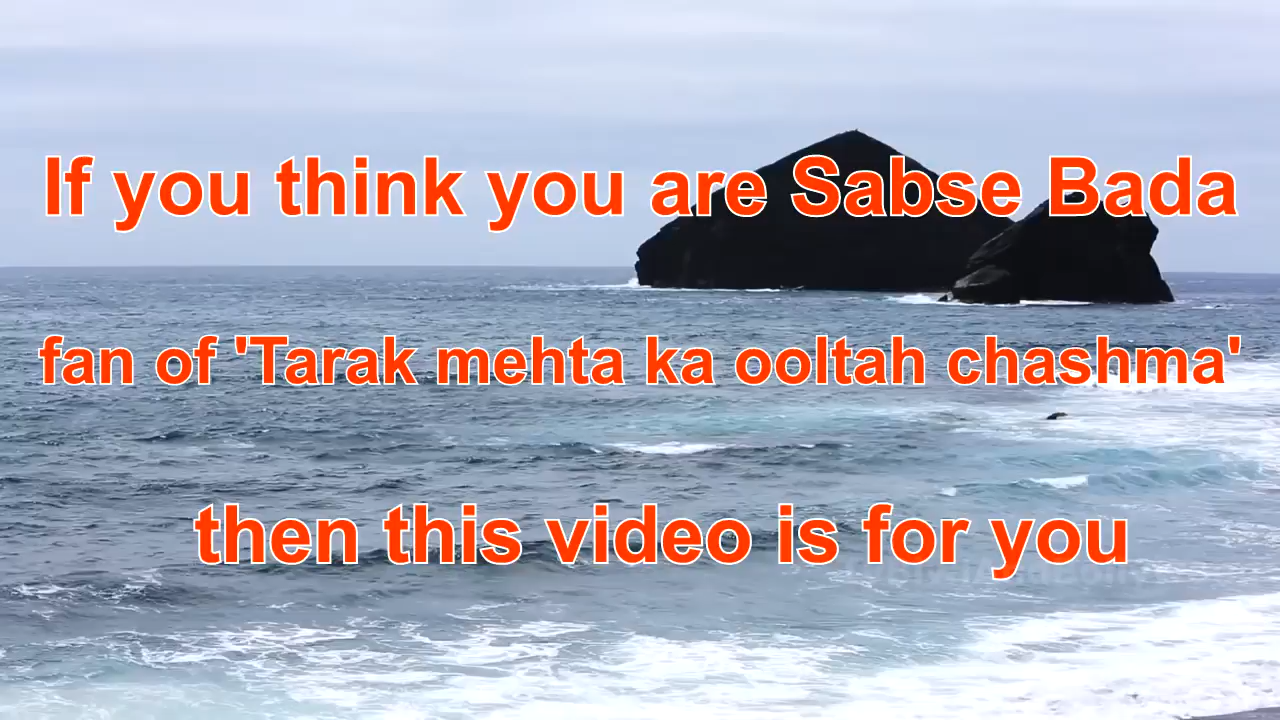 If you think you are Sabse Bada
fan of 'Tarak mehta ka ooltah chashma'
then this video is for you